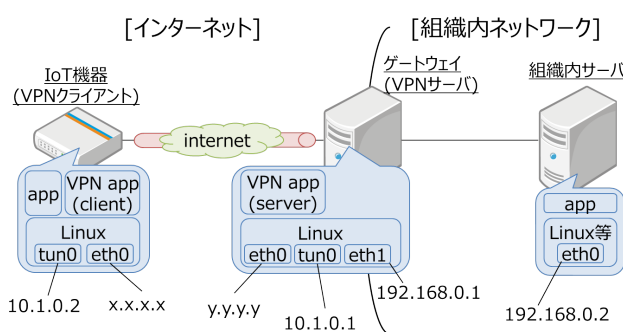 [インターネット]
[組織内ネットワーク]
IoT機器
(VPNクライアント)
ゲートウェイ
(VPNサーバ)
組織内サーバ
internet
app
VPN app
(client)
Linux
tun0
eth0
10.1.0.2
x.x.x.x
VPN app
(server)
Linux
eth0
tun0
eth1
y.y.y.y
10.1.0.1
192.168.0.1
app
Linux等
eth0
192.168.0.2